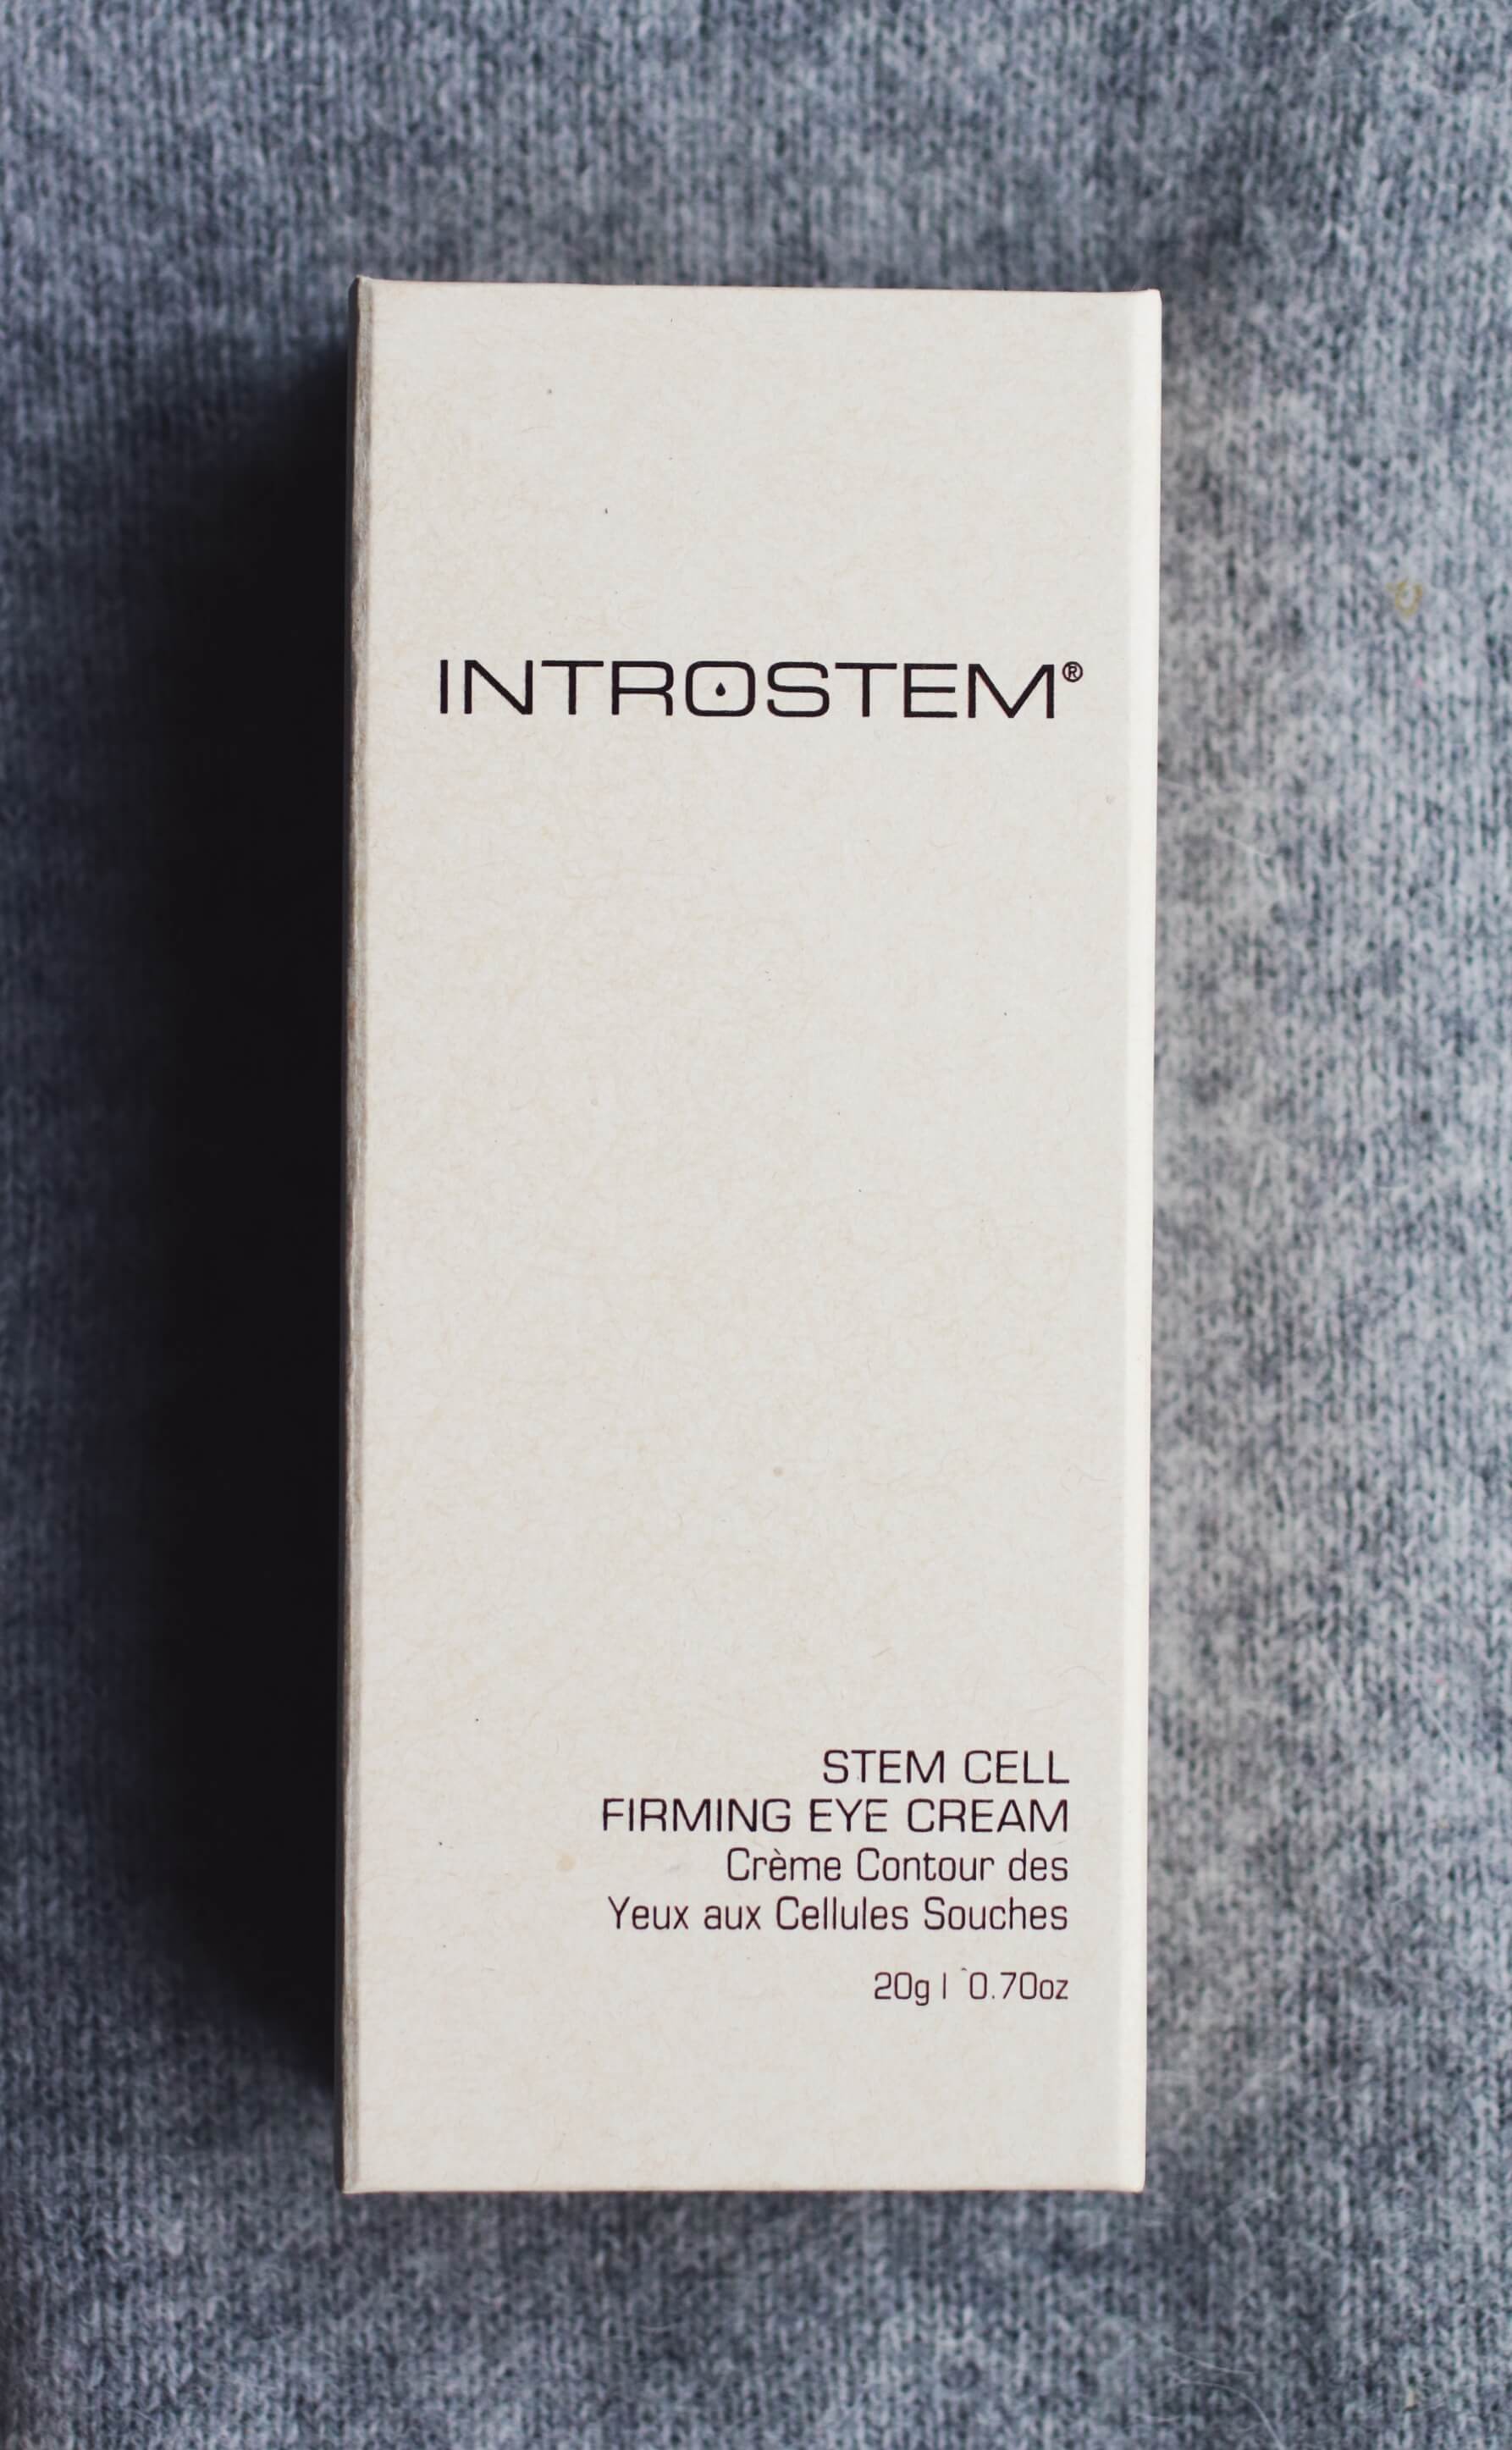 INTROSTEM®
STEM CELL
FIRMING EYE CREAM
Crème Contour des
Yeux aux Cellules Souches
20g | 0.70oz